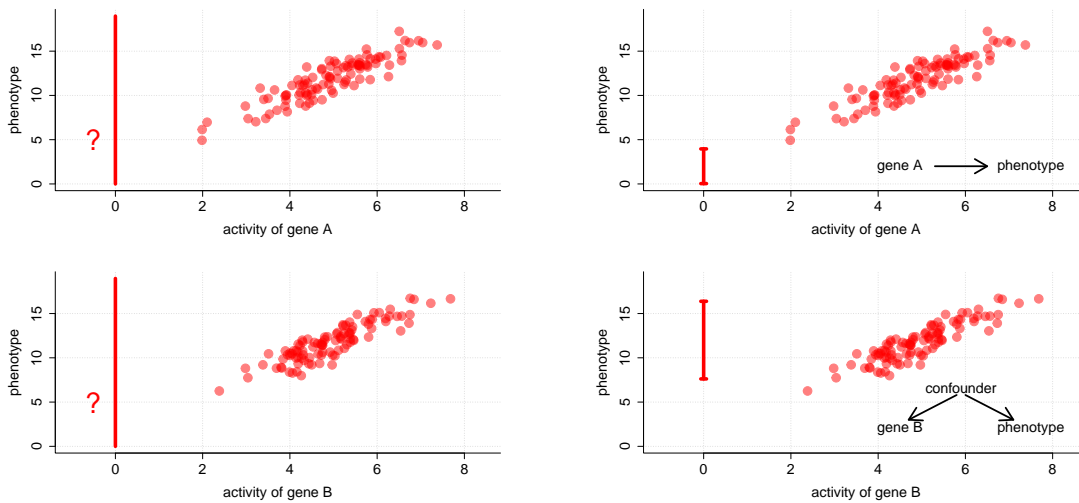 phenotype
0 5 10 15
?
0 2 4 6 8
activity of gene A
phenotype
0 5 10 15
gene A phenotype
0 2 4 6 8
activity of gene A
phenotype
0 5 10 15
?
0 2 4 6 8
activity of gene B
phenotype
0 5 10 15
confounder
gene B phenotype
0 2 4 6 8
activity of gene B